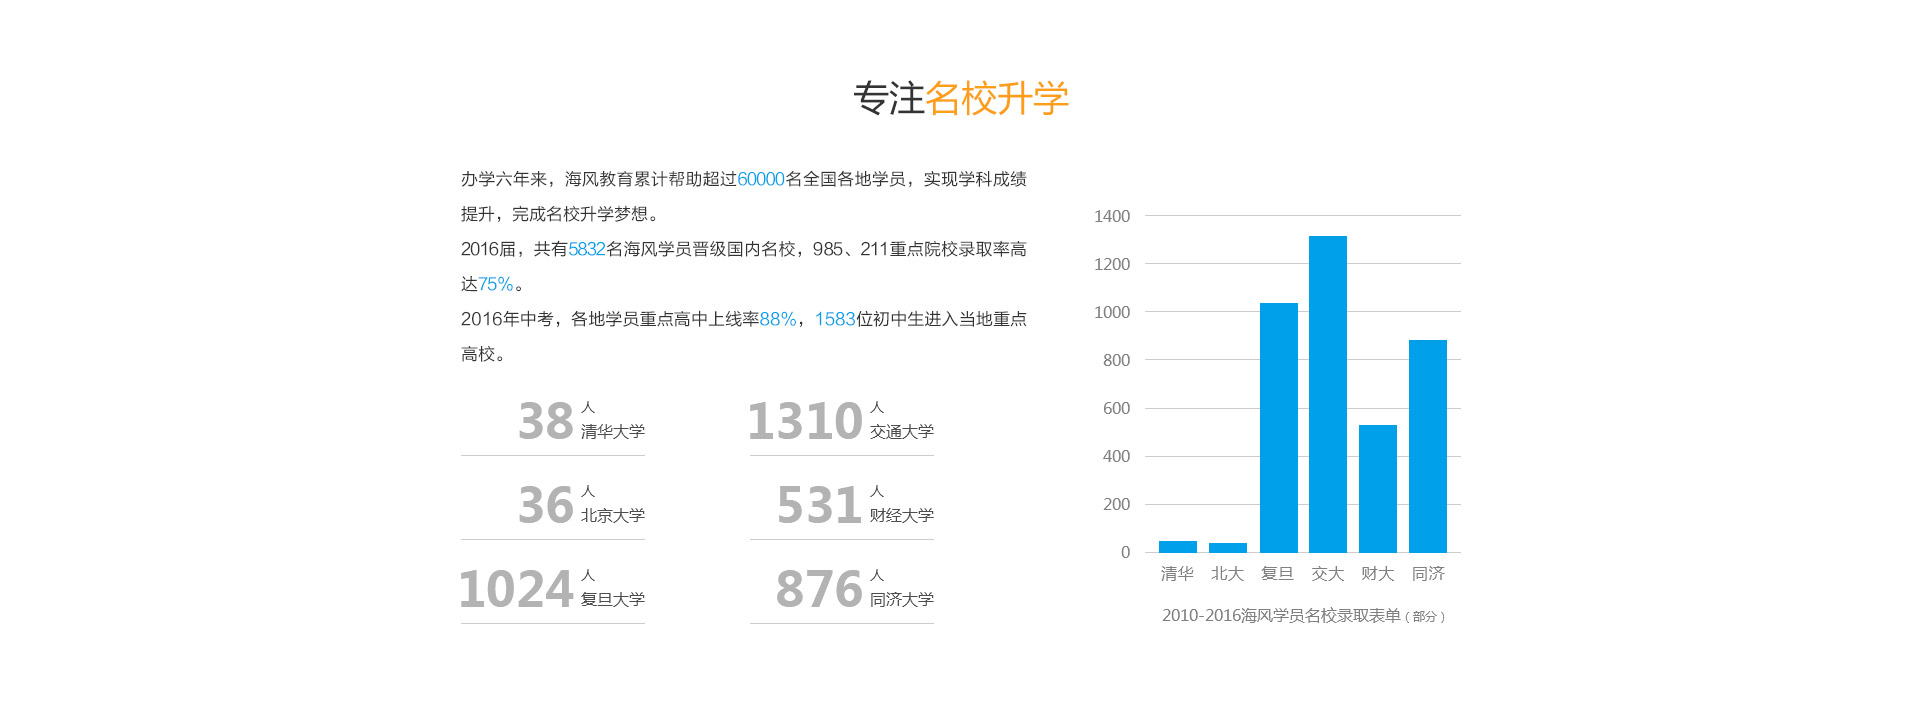 专注名校升学
办学六年来，海风教育累计帮助超过60000名全国各地学员，实现学科成绩
提升，完成名校升学梦想。
2016届，共有5832名海风学员晋级国内名校，985、211重点院校录取率高
达75%。
2016年中考，各地学员重点高中上线率88%，1583位初中生进入当地重点
高校。
38 人
清华大学
1310 人
交通大学
36 人
北京大学
531 人
财经大学
1024 人
复旦大学
876 人
同济大学
1400
1200
1000
800
600
400
200
0
清华 北大 复旦 交大 财大 同济
2010-2016海风学员名校录取表单（部分）